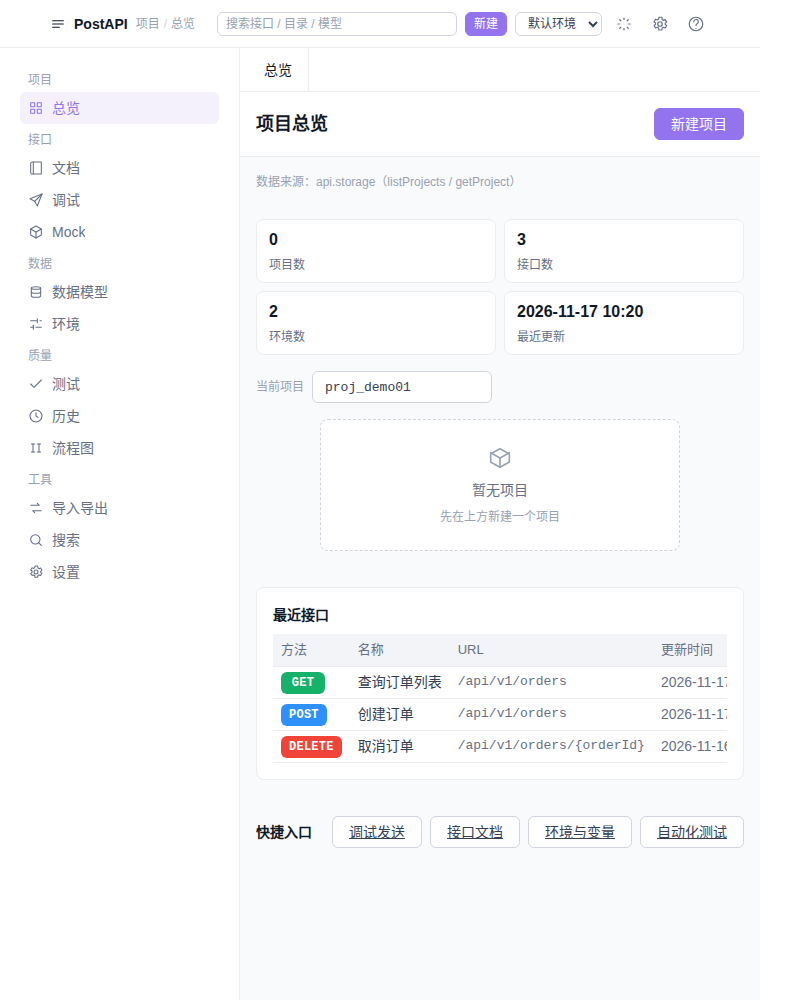 PostAPI 项目 / 总览 搜索接口 / 目录 / 模型 新建 默认环境
项目
总览
接口
文档
调试
Mock
数据
数据模型
环境
质量
测试
历史
流程图
工具
导入导出
搜索
设置
总览
项目总览 新建项目
数据来源：api.storage（listProjects / getProject）
0
项目数
3
接口数
2
环境数
2026-11-17 10:20
最近更新
当前项目 proj_demo01
暂无项目
先在上方新建一个项目
最近接口
方法 名称 URL 更新时间
GET 查询订单列表 /api/v1/orders 2026-11-17
POST 创建订单 /api/v1/orders 2026-11-17
DELETE 取消订单 /api/v1/orders/{orderId} 2026-11-16
快捷入口 调试发送 接口文档 环境与变量 自动化测试